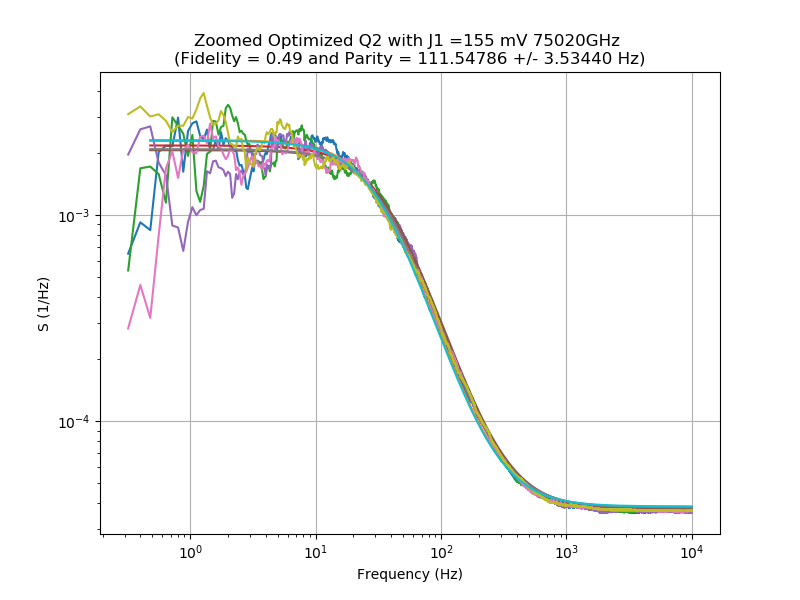 Zoomed Optimized Q2 with J1 =155 mV 75020GHz
(Fidelity = 0.49 and Parity = 111.54786 +/- 3.53440 Hz)
S (1/Hz)
10⁻³
10⁻⁴
10⁰ 10¹ 10² 10³ 10⁴
Frequency (Hz)